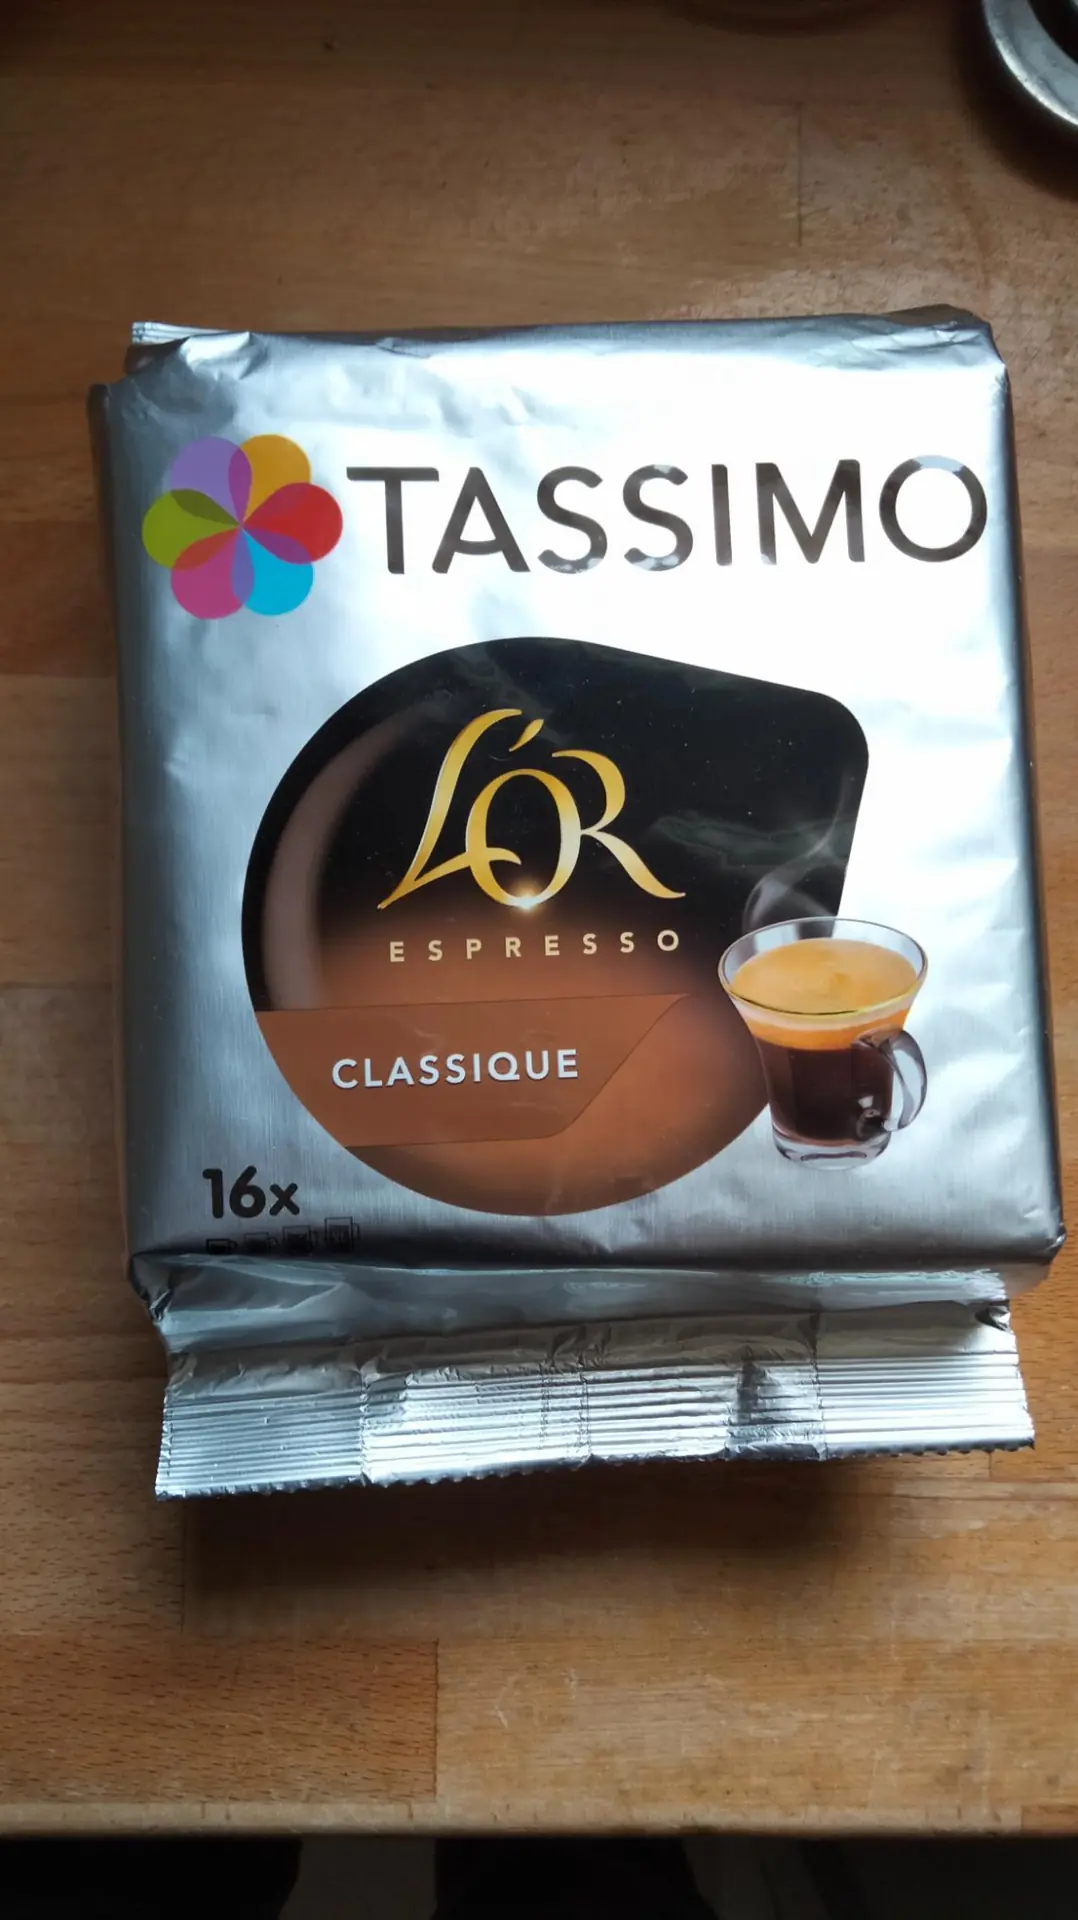 TASSIMO
L'OR
ESPRESSO
CLASSIQUE
16x